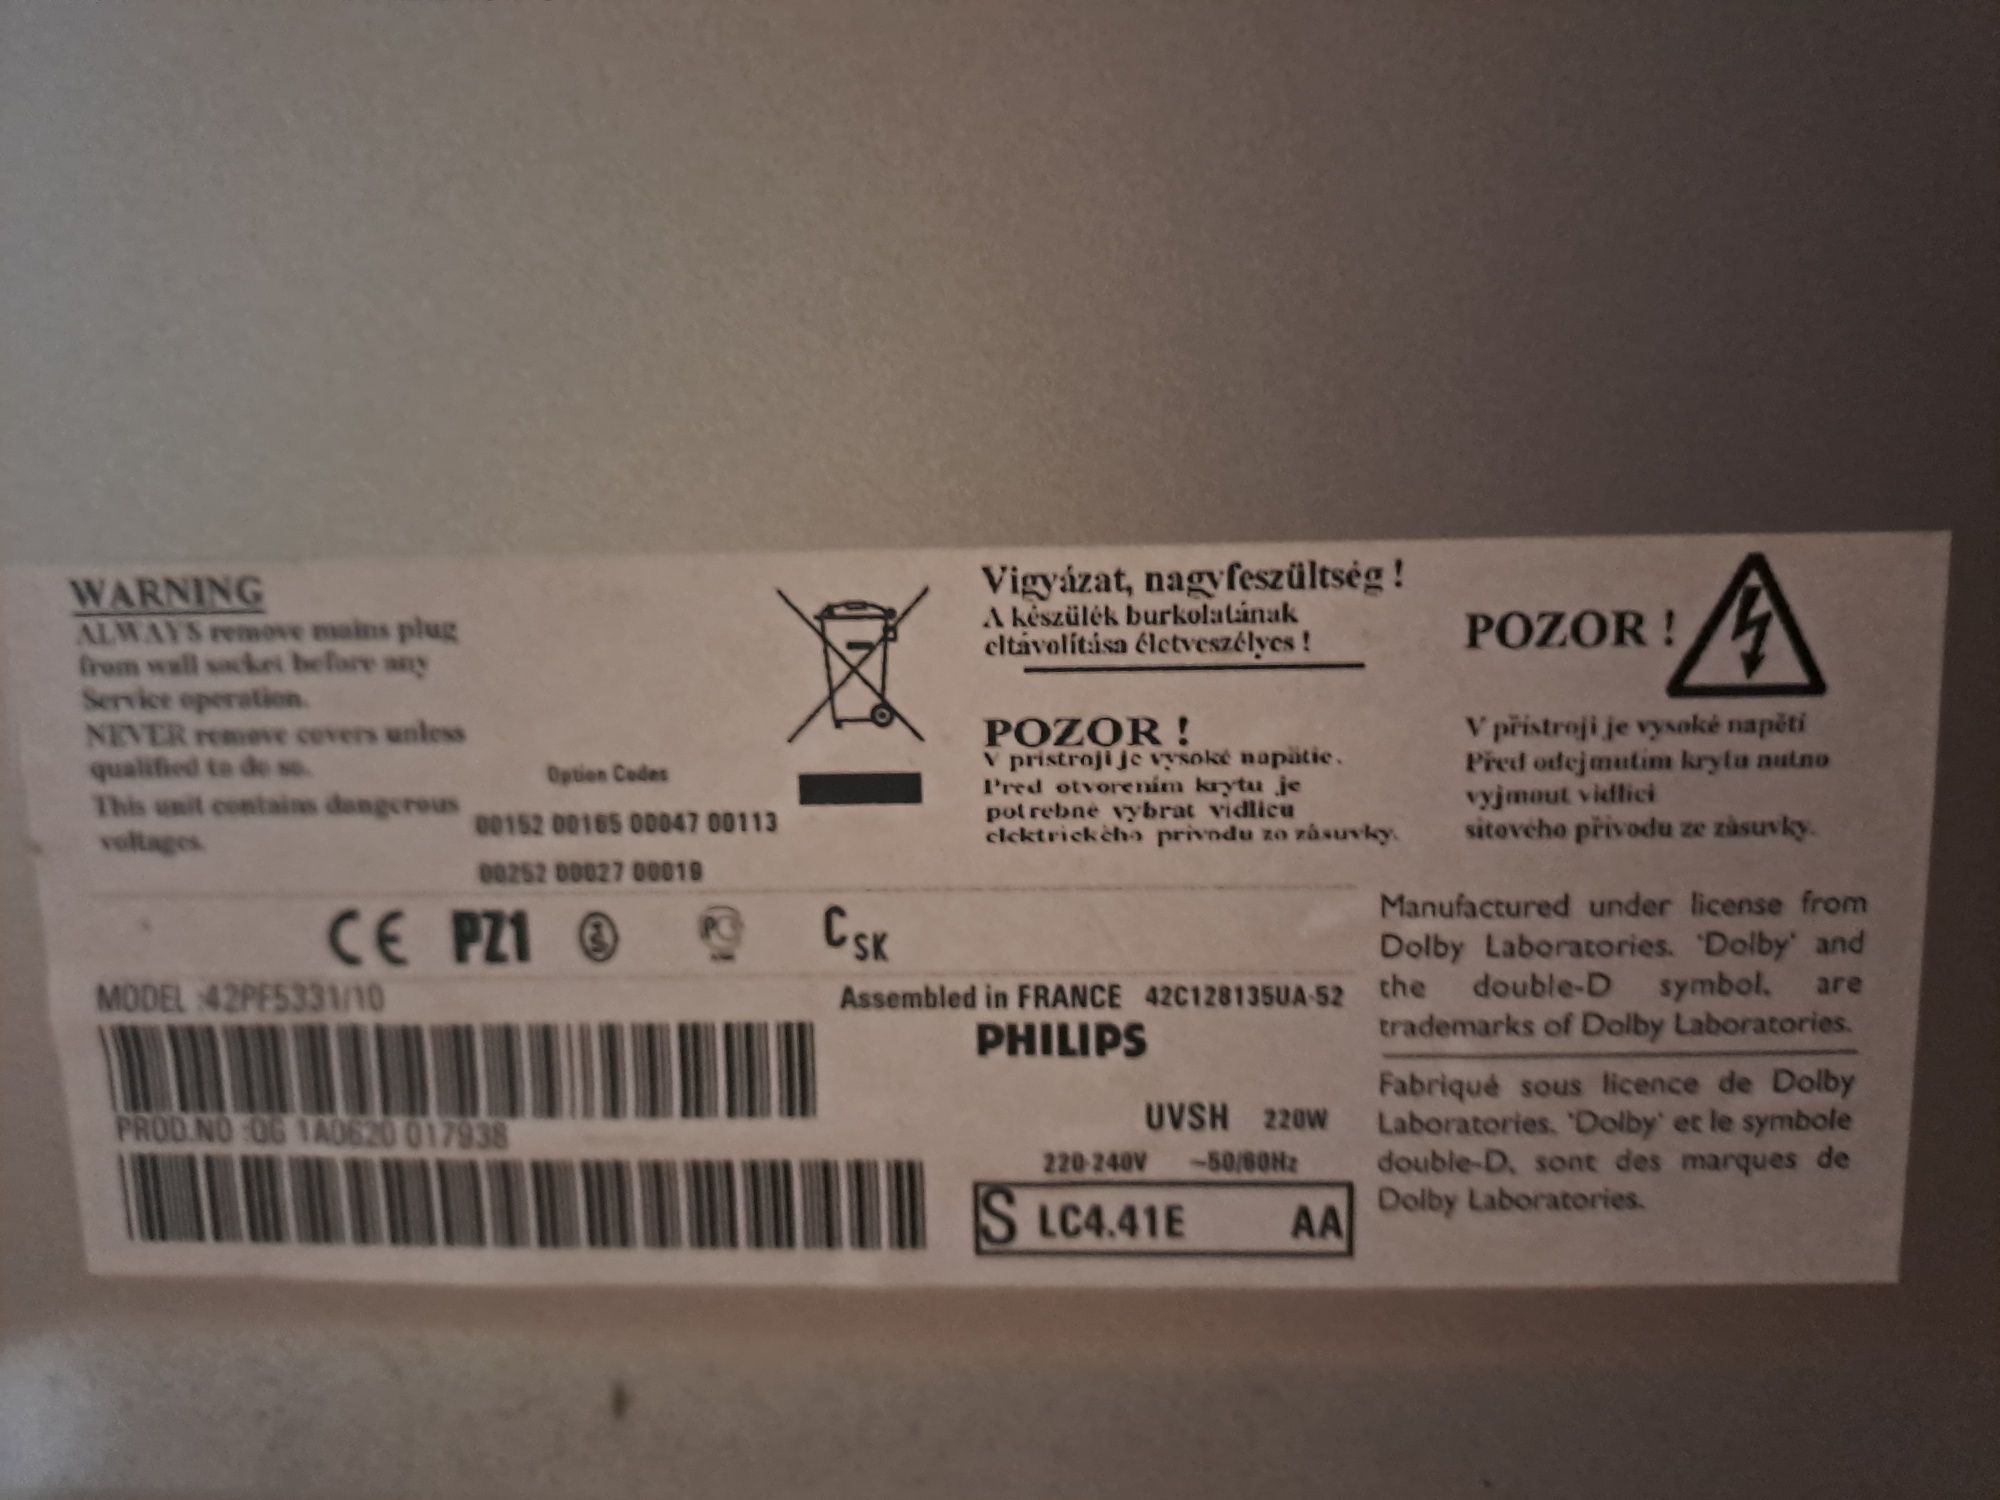 WARNING
ALWAYS remove mains plug
from wall socket before any
Service operation.
NEVER remove covers unless
qualified to do so.
This unit contains dangerous
voltages.
Option Codes
00152 00165 00047 00113
00252 00027 00019
Vigyázat, nagyfeszültség !
A készülék burkolatának
eltávolítása életveszélyes !
POZOR !
V prístroji je vysoké napätie.
Pred otvorením krytu je
potrebné vybrat vidlicu
elektrického prívodu zo zásuvky.
POZOR !
V přístroji je vysoké napětí
Před odejmutím krytu nutno
vyjmout vidlici
síťového přívodu ze zásuvky.
CE PZ1
PC
CSK
MODEL :42PF5331/10
PROD.NO :QG 1A0620 017938
Assembled in FRANCE 42C128135UA-52
PHILIPS
UVSH 220W
220-240V ~50/60Hz
S LC4.41E AA
Manufactured under license from
Dolby Laboratories. 'Dolby' and
the double-D symbol. are
trademarks of Dolby Laboratories.
Fabriqué sous licence de Dolby
Laboratories. 'Dolby' et le symbole
double-D, sont des marques de
Dolby Laboratories.